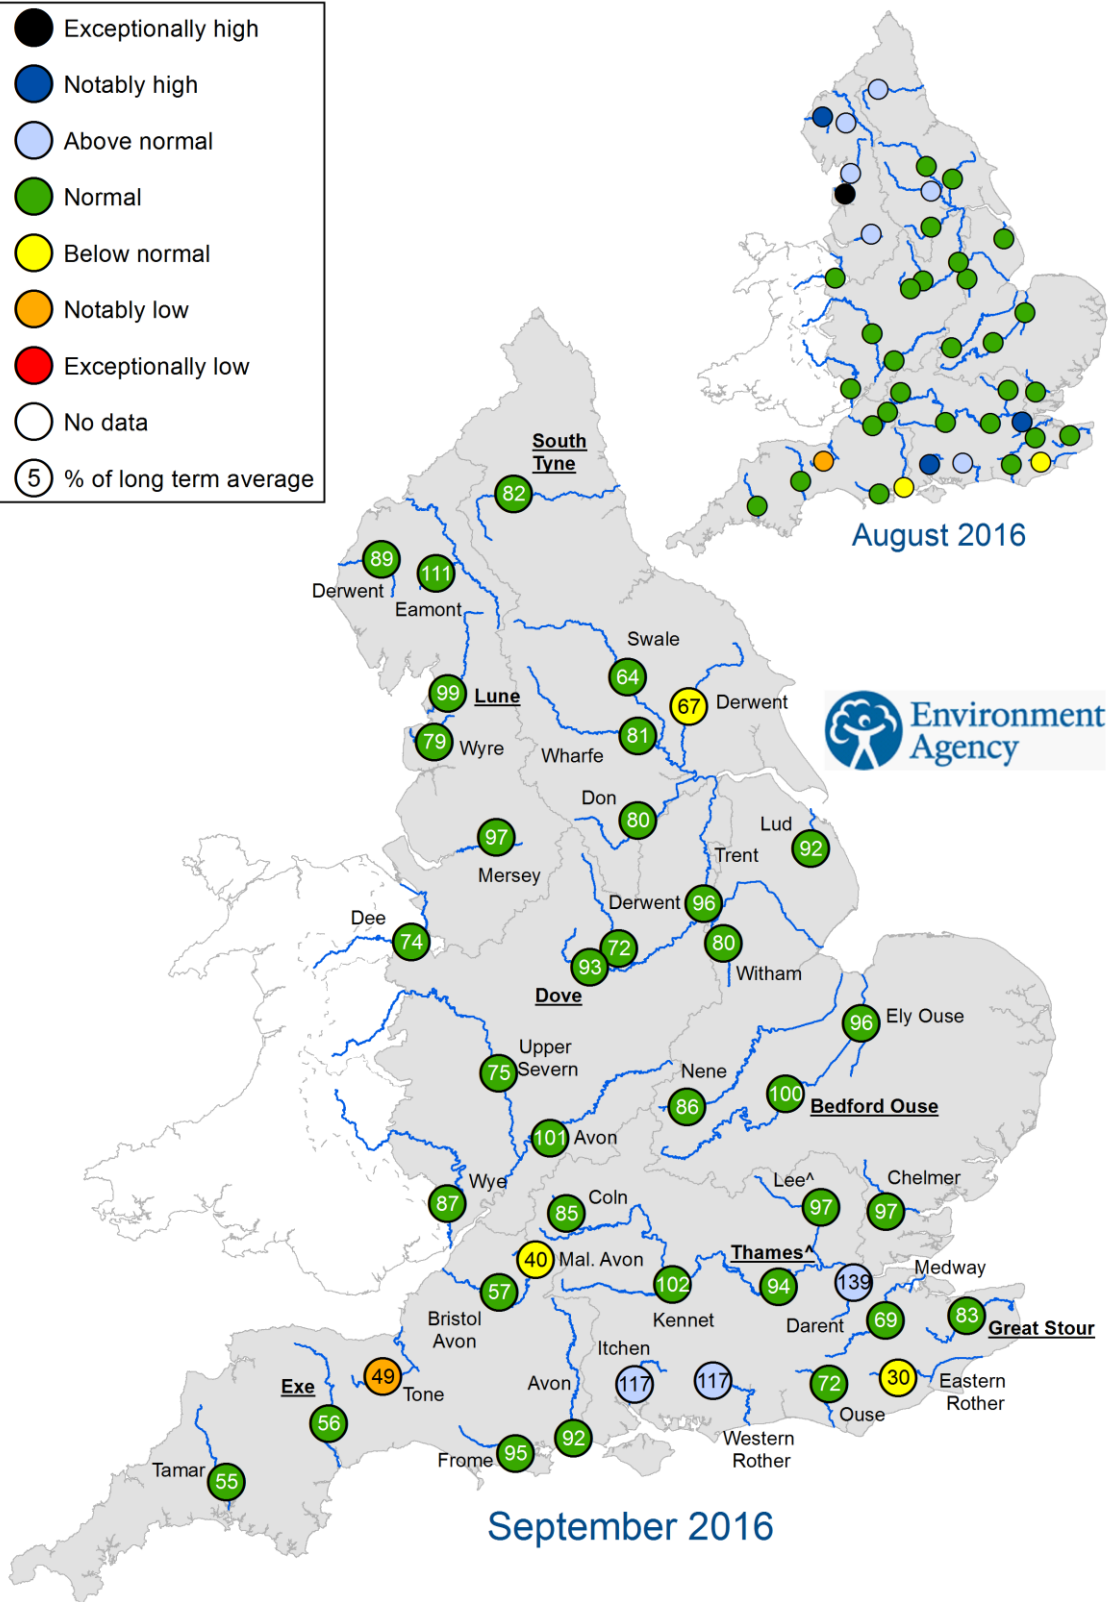 Exceptionally high
Notably high
Above normal
Normal
Below normal
Notably low
Exceptionally low
No data
5 % of long term average
August 2016
South
Tyne
82
89
111
Derwent
Eamont
Swale
64
99
Lune
67
Derwent
79
Wyre
81
Wharfe
Environment
Agency
Don
80
Lud
92
97
Mersey
Trent
Derwent
96
Dee
74
72
80
93
Witham
Dove
96
Ely Ouse
Upper
Severn
75
Nene
86
100
Bedford Ouse
101
Avon
Wye
87
Coln
85
Lee^
97
Chelmer
97
40
Mal. Avon
Thames^
94
139
Medway
57
102
Bristol
Avon
Kennet
Darent
69
83
Great Stour
Itchen
49
Tone
Exe
Avon
117
117
72
30
Eastern
Rother
Ouse
56
92
Western
Rother
Frome
95
Tamar
55
September 2016